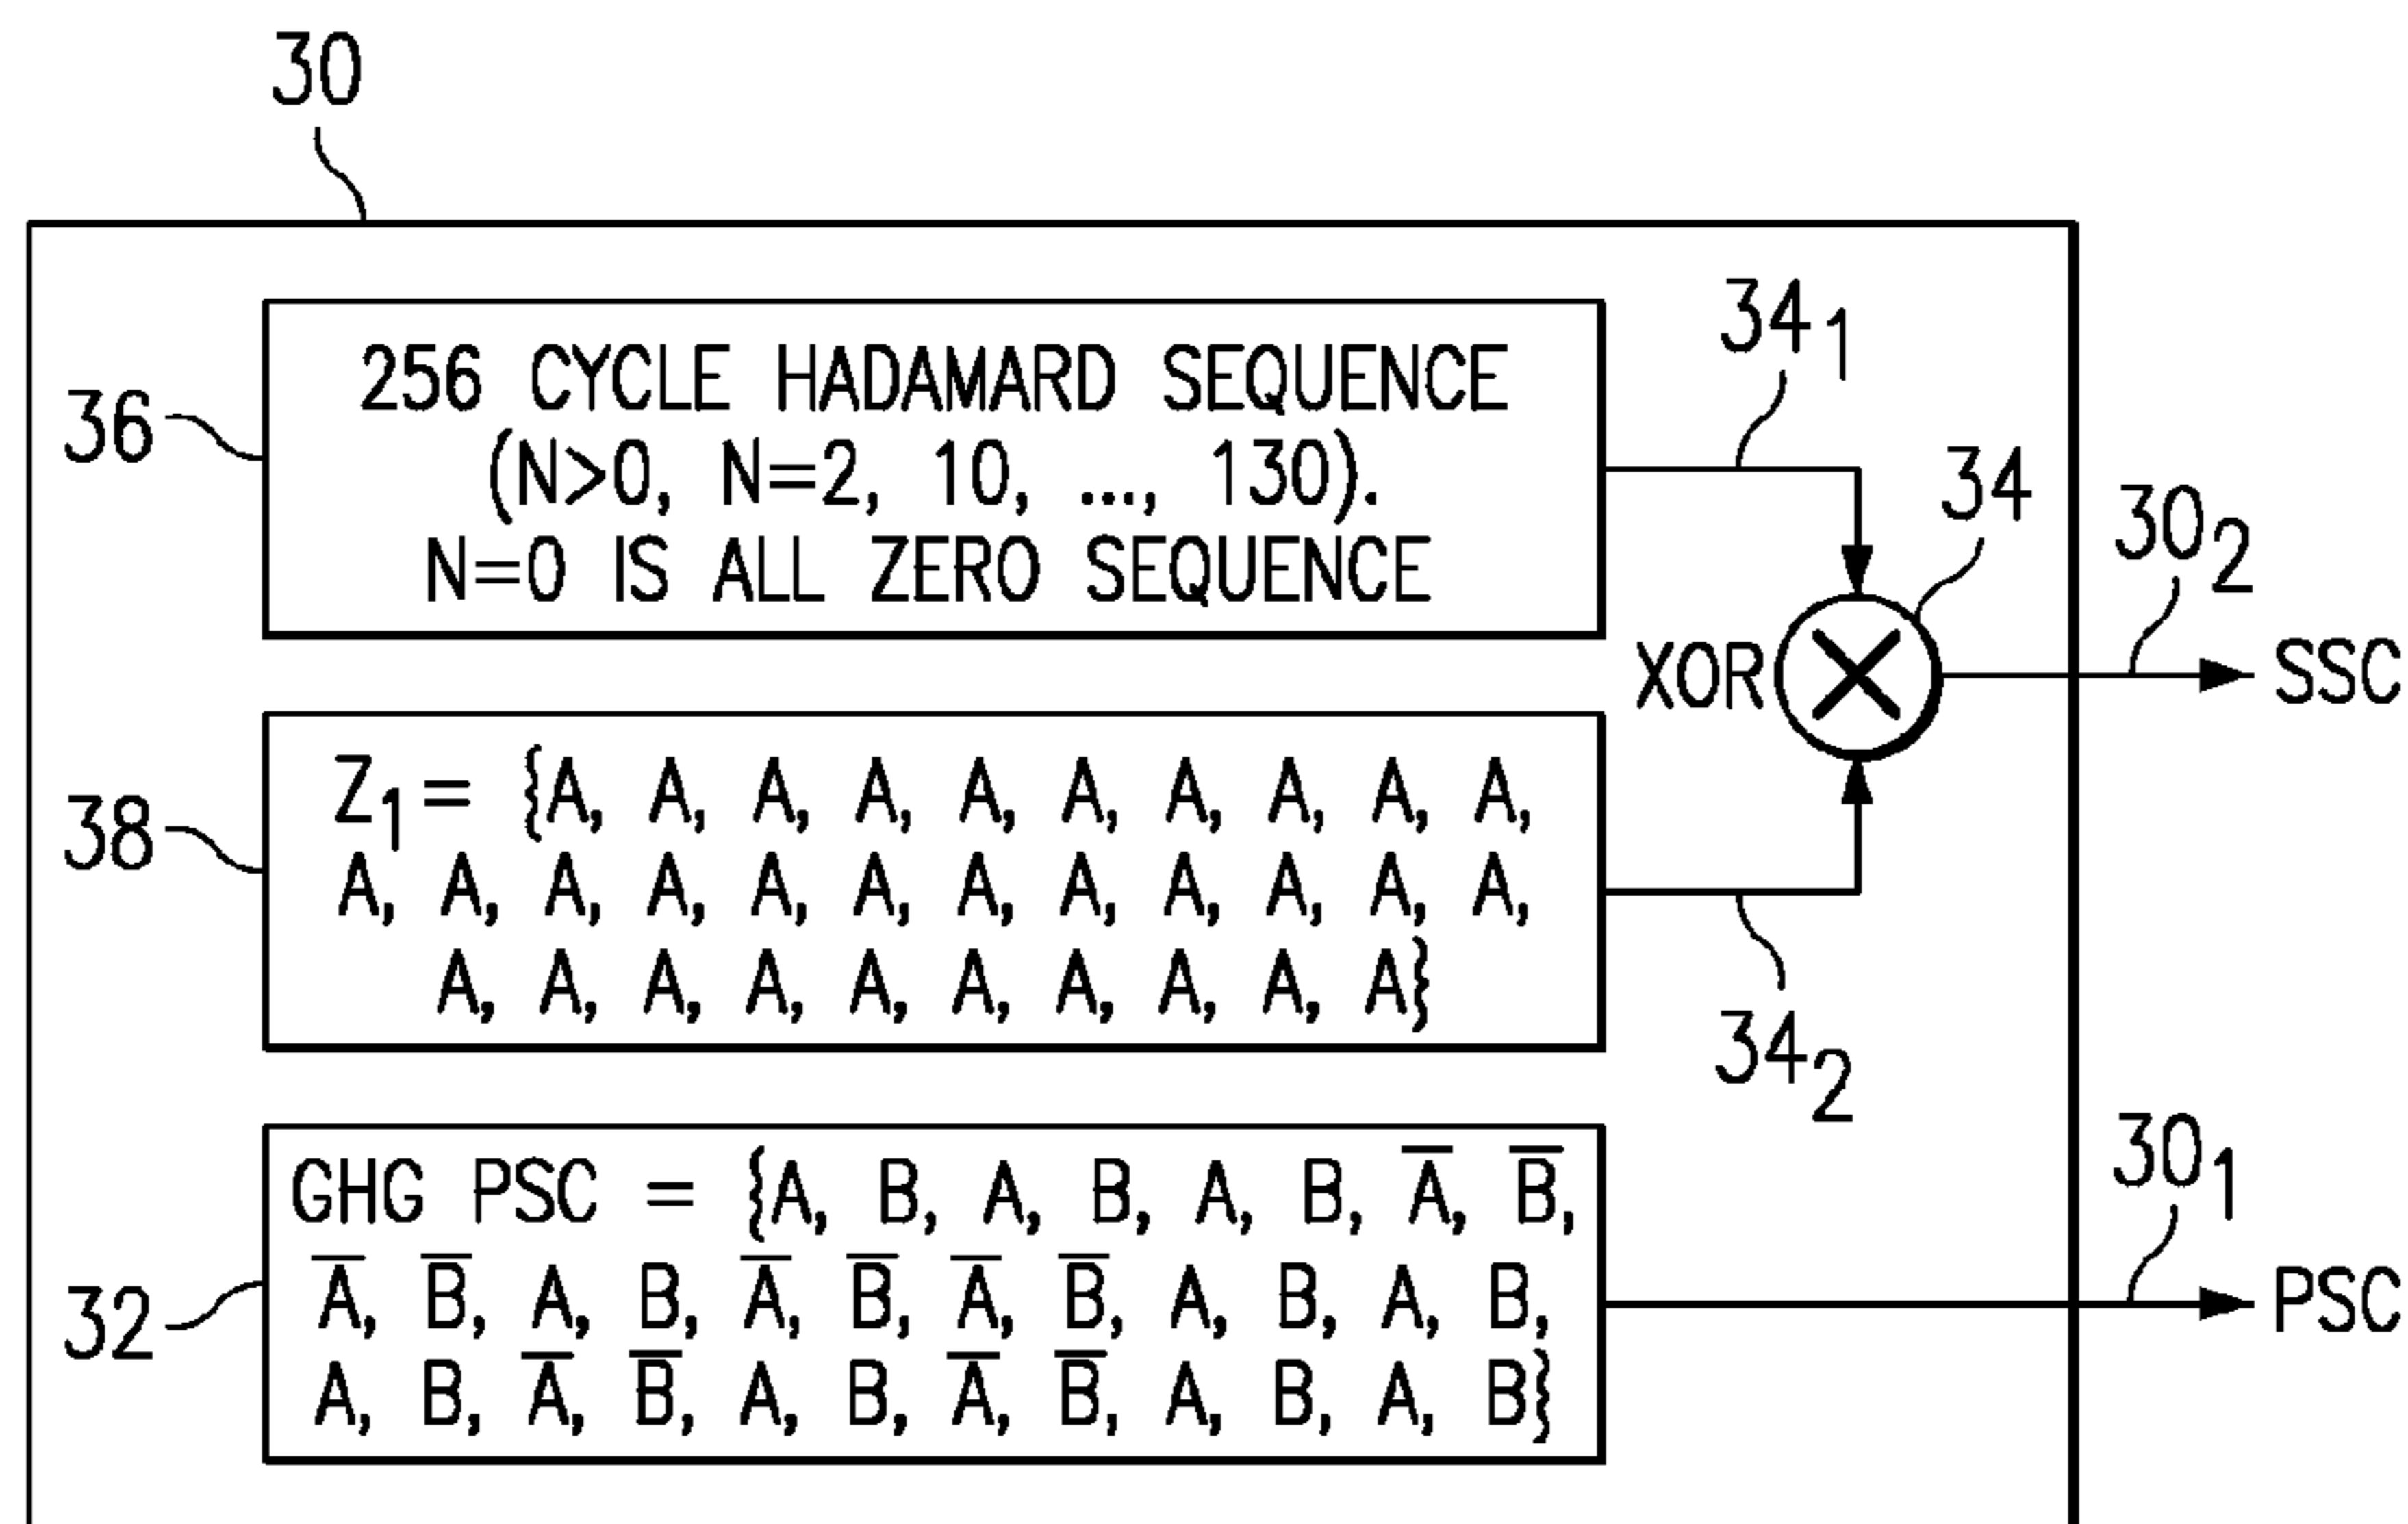 30
36
256 CYCLE HADAMARD SEQUENCE
(N>0, N=2, 10, ..., 130).
N=0 IS ALL ZERO SEQUENCE
34₁
34
30₂
XOR
SSC
38
Z₁= {A, A, A, A, A, A, A, A, A, A,
A, A, A, A, A, A, A, A, A, A, A, A,
A, A, A, A, A, A, A, A, A, A}
34₂
32
GHG PSC = {A, B, A, B, A, B, A̅, B̅,
A̅, B̅, A, B, A̅, B̅, A̅, B̅, A, B, A, B,
A, B, A̅, B̅, A, B, A̅, B̅, A, B, A, B}
30₁
PSC